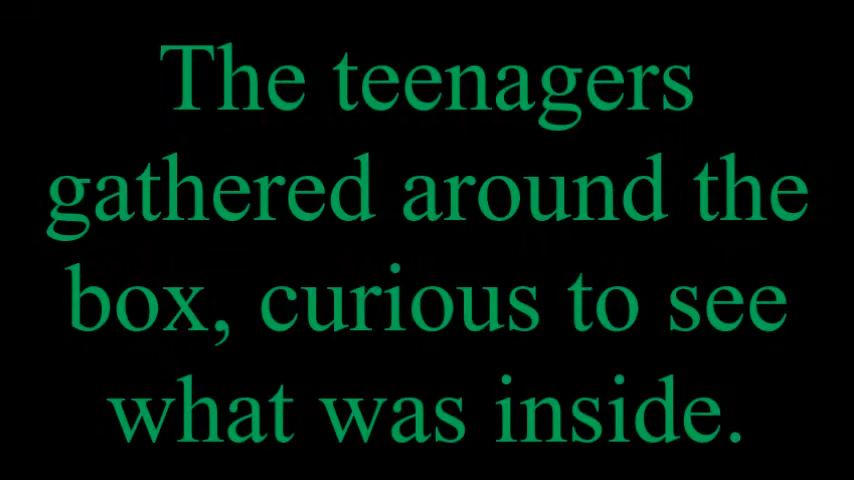 The teenagers
gathered around the
box, curious to see
what was inside.